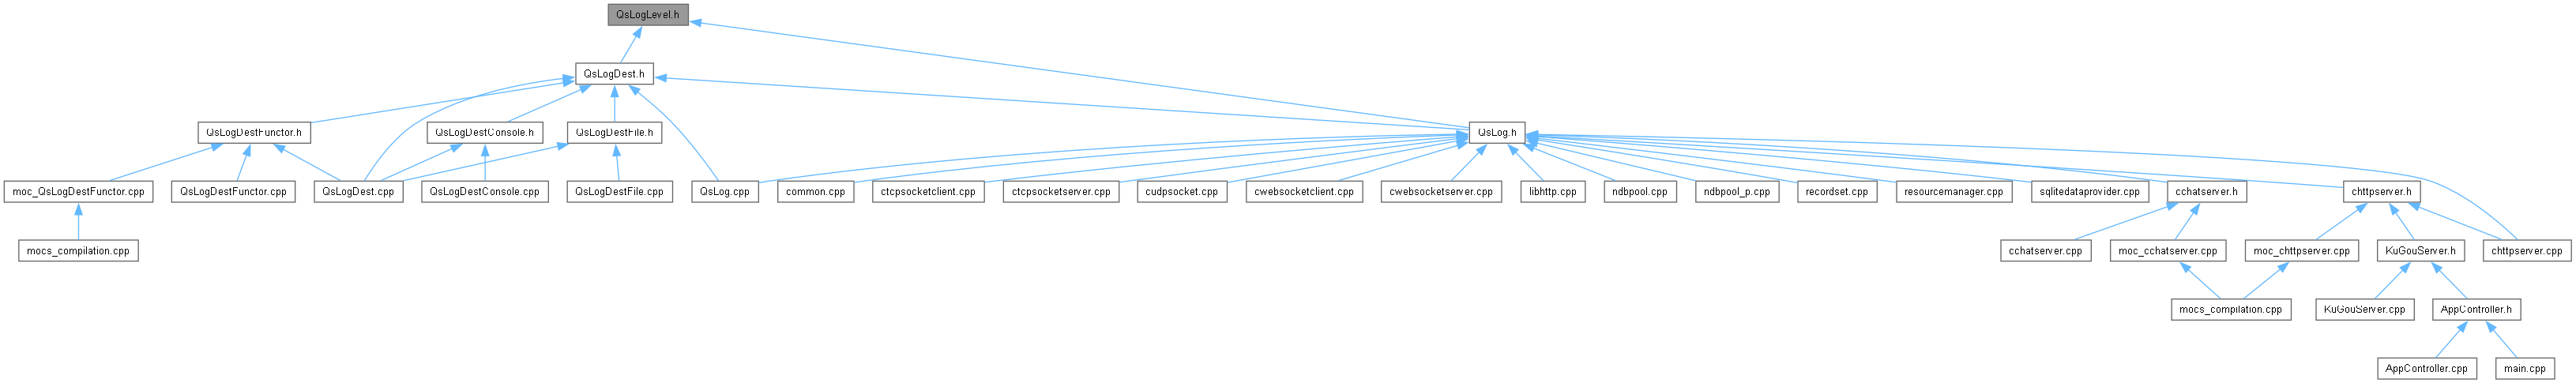 QsLogLevel.h
QsLogDest.h
QsLogDestFunctor.h
QsLogDestConsole.h
QsLogDestFile.h
QsLog.h
moc_QsLogDestFunctor.cpp
QsLogDestFunctor.cpp
QsLogDest.cpp
QsLogDestConsole.cpp
QsLogDestFile.cpp
QsLog.cpp
common.cpp
ctcpsocketclient.cpp
ctcpsocketserver.cpp
cudpsocket.cpp
cwebsocketclient.cpp
cwebsocketserver.cpp
libhttp.cpp
ndbpool.cpp
ndbpool_p.cpp
recordset.cpp
resourcemanager.cpp
sqlitedataprovider.cpp
cchatserver.h
chttpserver.h
mocs_compilation.cpp
cchatserver.cpp
moc_cchatserver.cpp
moc_chttpserver.cpp
KuGouServer.h
chttpserver.cpp
mocs_compilation.cpp
KuGouServer.cpp
AppController.h
AppController.cpp
main.cpp